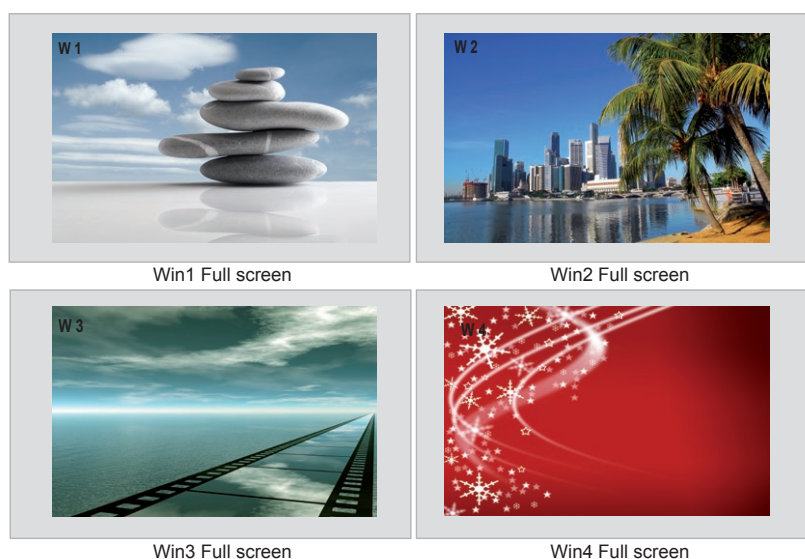 W 1
W 2
Win1 Full screen
Win2 Full screen
W 3
W 4
Win3 Full screen
Win4 Full screen